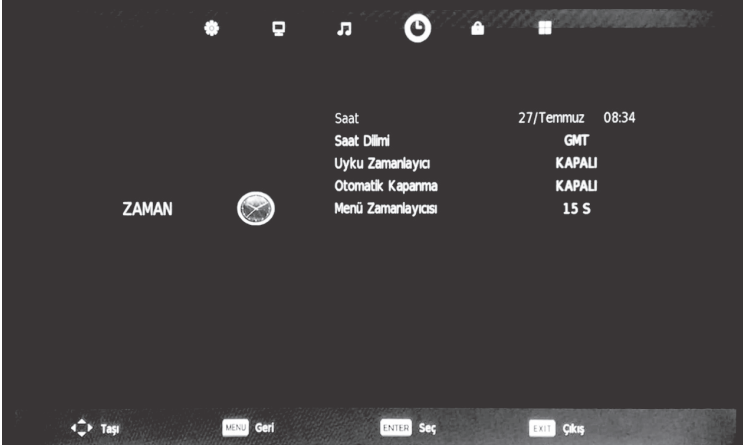 Saat 27/Temmuz 08:34
Saat Dilimi GMT
Uyku Zamanlayıcı KAPALI
Otomatik Kapanma KAPALI
ZAMAN
Menü Zamanlayıcısı 15 S
Taşı MENU Geri ENTER Seç EXIT Çıkış